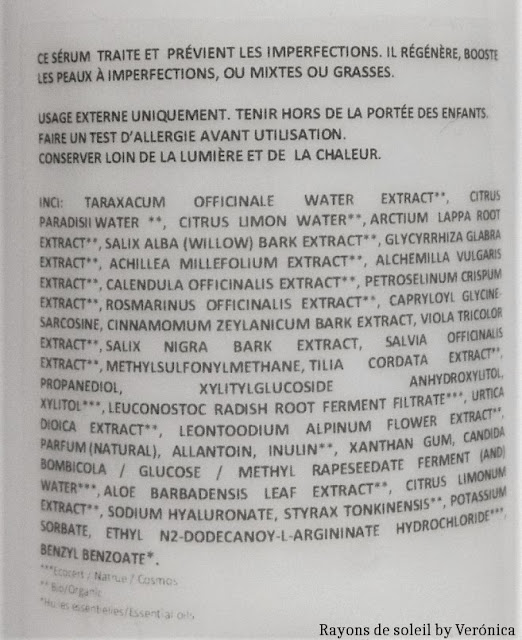 CE SÉRUM TRAITE ET PRÉVIENT LES IMPERFECTIONS. IL RÉGÉNÈRE, BOOSTE
LES PEAUX À IMPERFECTIONS, OU MIXTES OU GRASSES.
USAGE EXTERNE UNIQUEMENT. TENIR HORS DE LA PORTÉE DES ENFANTS.
FAIRE UN TEST D'ALLERGIE AVANT UTILISATION.
CONSERVER LOIN DE LA LUMIÈRE ET DE LA CHALEUR.
INCI: TARAXACUM OFFICINALE WATER EXTRACT**, CITRUS
PARADISII WATER **, CITRUS LIMON WATER**, ARCTIUM LAPPA ROOT
EXTRACT**, SALIX ALBA (WILLOW) BARK EXTRACT**, GLYCYRRHIZA GLABRA
EXTRACT**, ACHILLEA MILLEFOLIUM EXTRACT**, ALCHEMILLA VULGARIS
EXTRACT**, CALENDULA OFFICINALIS EXTRACT**, PETROSELINUM CRISPUM
EXTRACT**, ROSMARINUS OFFICINALIS EXTRACT**, CAPRYLOYL GLYCINE-
SARCOSINE, CINNAMOMUM ZEYLANICUM BARK EXTRACT, VIOLA TRICOLOR
EXTRACT**, SALIX NIGRA BARK EXTRACT, SALVIA OFFICINALIS
EXTRACT**, METHYLSULFONYLMETHANE, TILIA CORDATA EXTRACT**,
PROPANEDIOL, XYLITYLGLUCOSIDE ANHYDROXYLITOL,
XYLITOL***, LEUCONOSTOC RADISH ROOT FERMENT FILTRATE***, URTICA
DIOICA EXTRACT**, LEONTOODIUM ALPINUM FLOWER EXTRACT**,
PARFUM (NATURAL), ALLANTOIN, INULIN**, XANTHAN GUM, CANDIDA
BOMBICOLA / GLUCOSE / METHYL RAPESEEDATE FERMENT (AND)
WATER***, ALOE BARBADENSIS LEAF EXTRACT**, CITRUS LIMONUM
EXTRACT**, SODIUM HYALURONATE, STYRAX TONKINENSIS**, POTASSIUM
SORBATE, ETHYL N2-DODECANOY-L-ARGININATE HYDROCHLORIDE***,
BENZYL BENZOATE*.
***Ecocert / Natrue / Cosmos
** Bio/Organic
*Huiles essentielles/Essential oils
Rayons de soleil by Verónica